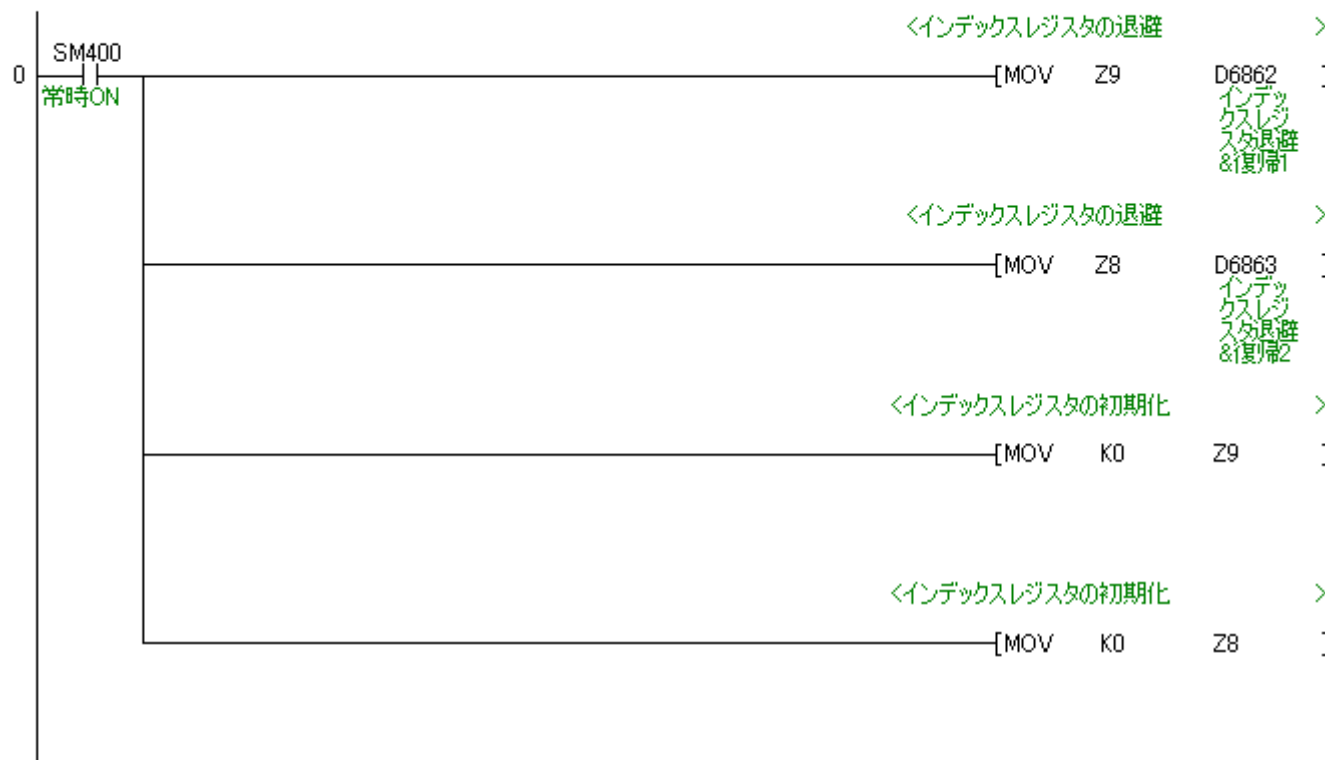 <インデックスレジスタの退避 >
SM400
0 [MOV Z9 D6862 ]
常時ON
インデッ
クスレジ
スタ退避
&復帰1
<インデックスレジスタの退避 >
[MOV Z8 D6863 ]
インデッ
クスレジ
スタ退避
&復帰2
<インデックスレジスタの初期化 >
[MOV K0 Z9 ]
<インデックスレジスタの初期化 >
[MOV K0 Z8 ]